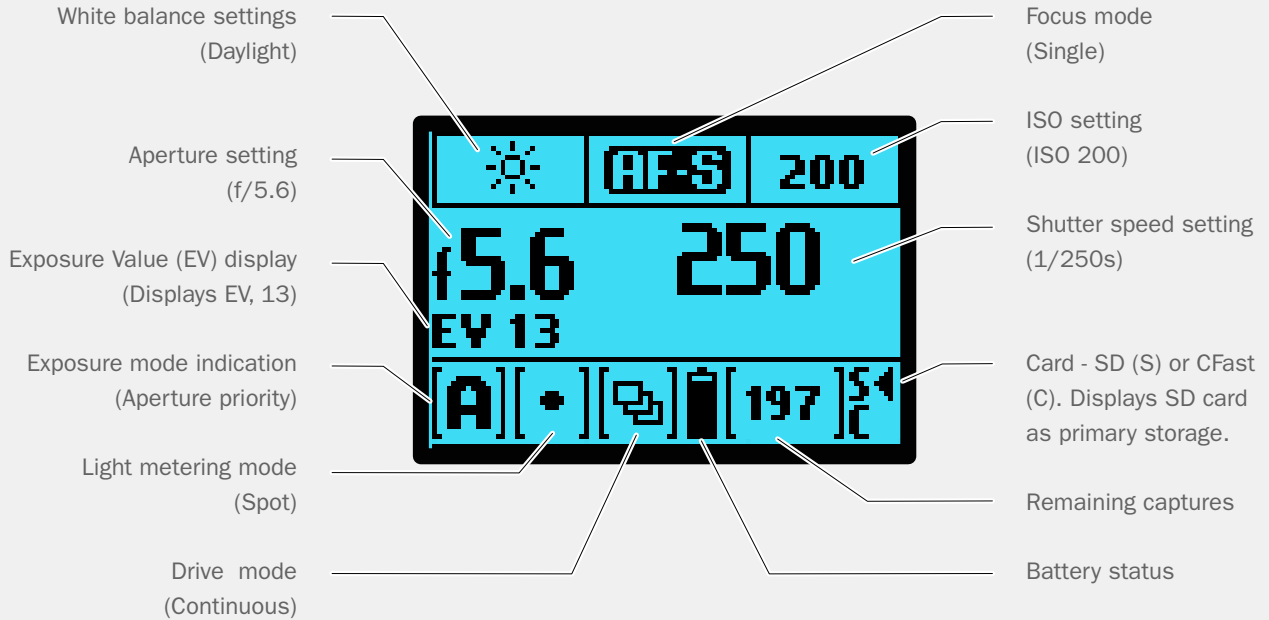 White balance settings
(Daylight)
Aperture setting
(f/5.6)
Exposure Value (EV) display
(Displays EV, 13)
Exposure mode indication
(Aperture priority)
Light metering mode
(Spot)
Drive mode
(Continuous)
AF-S
200
f5.6
250
EV 13
[A]
[197]
S
C
Focus mode
(Single)
ISO setting
(ISO 200)
Shutter speed setting
(1/250s)
Card - SD (S) or CFast
(C). Displays SD card
as primary storage.
Remaining captures
Battery status